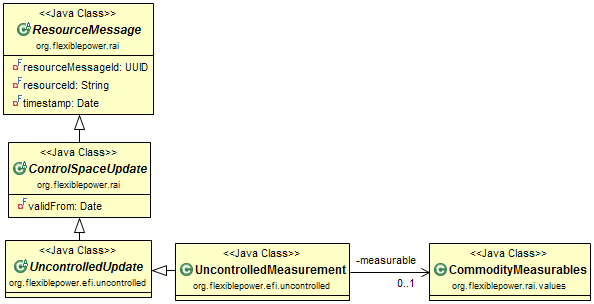 <<Java Class>>
ResourceMessage
org.flexiblepower.rai
resourceMessageId: UUID
resourceId: String
timestamp: Date
<<Java Class>>
ControlSpaceUpdate
org.flexiblepower.rai
validFrom: Date
<<Java Class>>
UncontrolledUpdate
org.flexiblepower.efi.uncontrolled
<<Java Class>>
UncontrolledMeasurement
org.flexiblepower.efi.uncontrolled
-measurable
0..1
<<Java Class>>
CommodityMeasurables
org.flexiblepower.rai.values